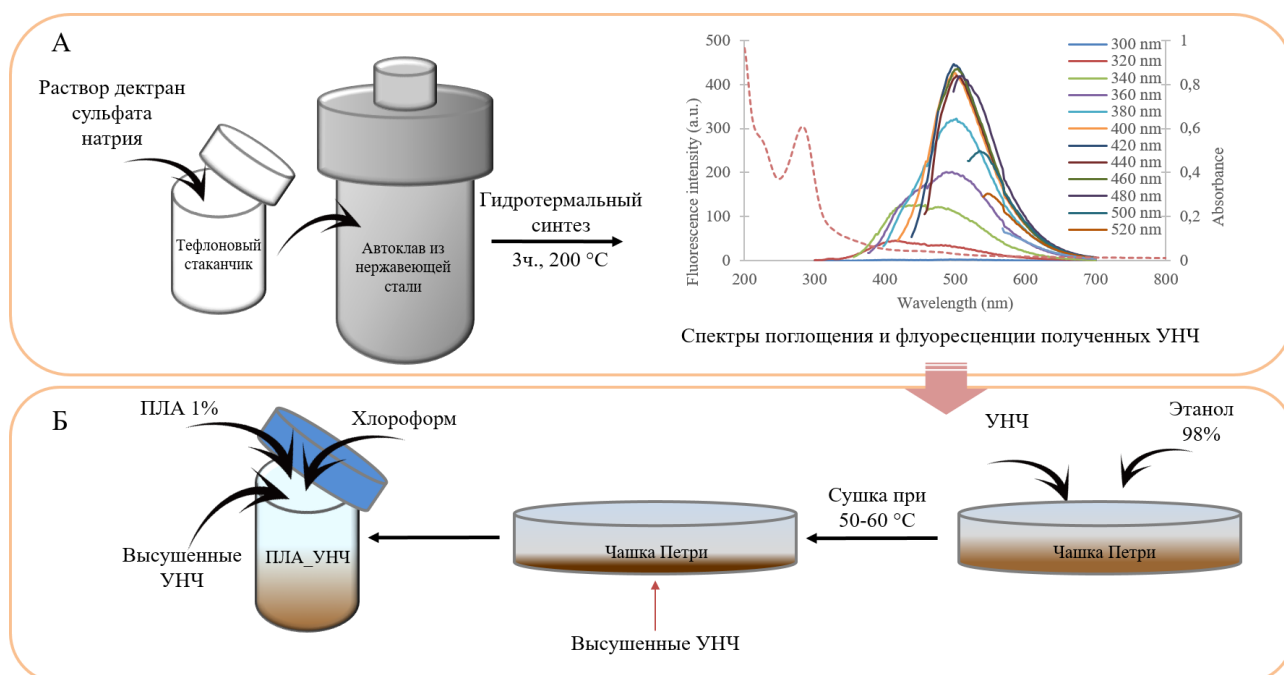 А
Раствор дектран
сульфата
натрия
Тефлоновый
стаканчик
Автоклав из
нержавеющей
стали
Гидротермальный
синтез
3ч., 200 °C
Fluorescence intensity (a.u.)
500
400
300
200
100
0
200
300
400
500
600
700
800
Wavelength (nm)
1
0,8
0,6
0,4
0,2
0
Absorbance
300 nm
320 nm
340 nm
360 nm
380 nm
400 nm
420 nm
440 nm
460 nm
480 nm
500 nm
520 nm
Спектры поглощения и флуоресценции полученных УНЧ
Б
ПЛА 1%
Хлороформ
Высушенные
УНЧ
ПЛА_УНЧ
Чашка Петри
Высушенные УНЧ
Сушка при
50-60 °C
УНЧ
Этанол
98%
Чашка Петри